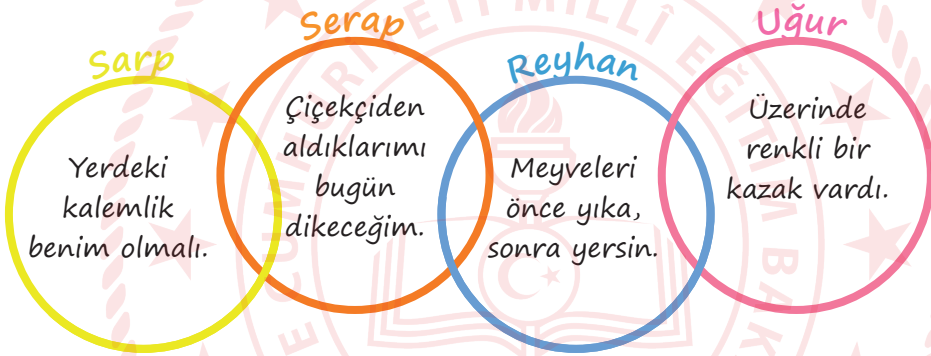 Sarp
Yerdeki
kalemlik
benim olmalı.
Serap
Çiçekçiden
aldıklarımı
bugün
dikeceğim.
Reyhan
Meyveleri
önce yıka,
sonra yersin.
Uğur
Üzerinde
renkli bir
kazak vardı.